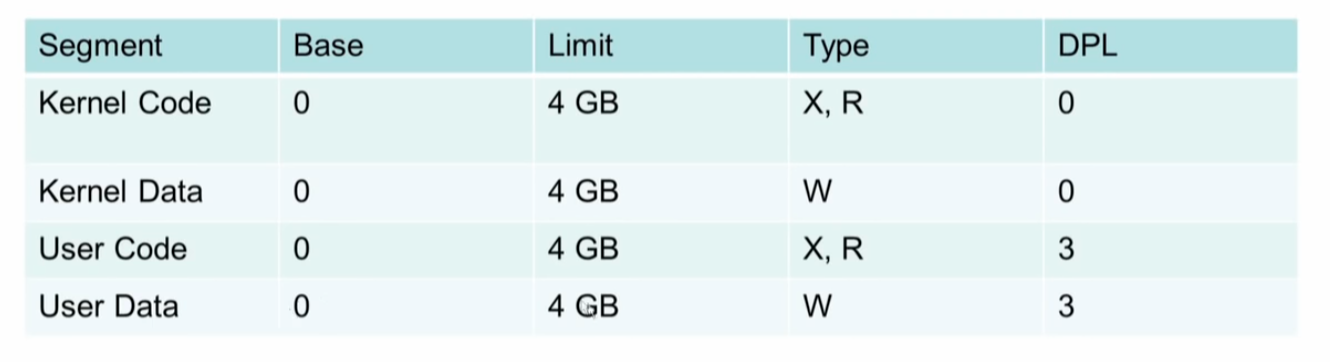 Segment Base Limit Type DPL
Kernel Code 0 4 GB X, R 0
Kernel Data 0 4 GB W 0
User Code 0 4 GB X, R 3
User Data 0 4 GB W 3